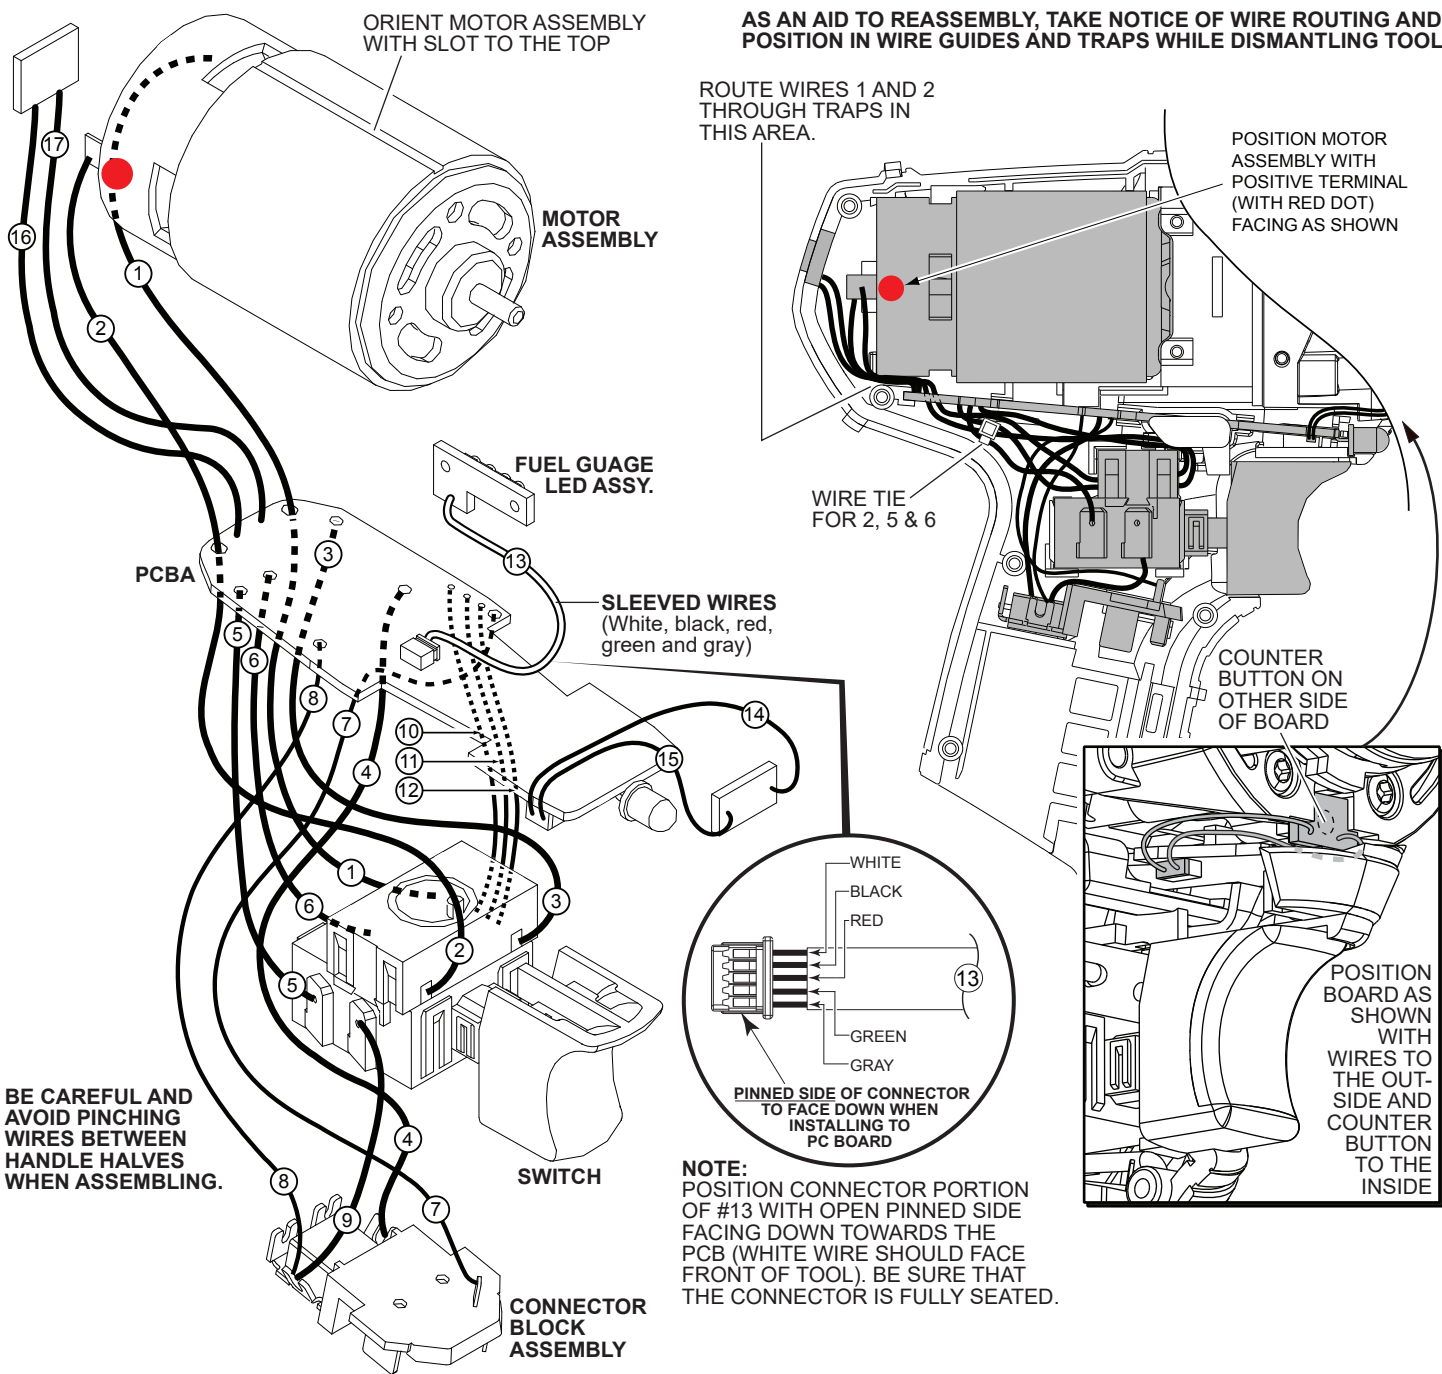 ORIENT MOTOR ASSEMBLY
WITH SLOT TO THE TOP
AS AN AID TO REASSEMBLY, TAKE NOTICE OF WIRE ROUTING AND
POSITION IN WIRE GUIDES AND TRAPS WHILE DISMANTLING TOOL
ROUTE WIRES 1 AND 2
THROUGH TRAPS IN
THIS AREA.
POSITION MOTOR
ASSEMBLY WITH
POSITIVE TERMINAL
(WITH RED DOT)
FACING AS SHOWN
17
16
1
2
MOTOR
ASSEMBLY
FUEL GUAGE
LED ASSY.
WIRE TIE
FOR 2, 5 & 6
3
13
PCBA
SLEEVED WIRES
(White, black, red,
green and gray)
5
6
8
7
4
10
11
12
14
15
COUNTER
BUTTON ON
OTHER SIDE
OF BOARD
1
6
3
2
5
WHITE
BLACK
RED
13
GREEN
GRAY
PINNED SIDE OF CONNECTOR
TO FACE DOWN WHEN
INSTALLING TO
PC BOARD
POSITION
BOARD AS
SHOWN
WITH
WIRES TO
THE OUT-
SIDE AND
COUNTER
BUTTON
TO THE
INSIDE
BE CAREFUL AND
AVOID PINCHING
WIRES BETWEEN
HANDLE HALVES
WHEN ASSEMBLING.
4
8
9
7
SWITCH
NOTE:
POSITION CONNECTOR PORTION
OF #13 WITH OPEN PINNED SIDE
FACING DOWN TOWARDS THE
PCB (WHITE WIRE SHOULD FACE
FRONT OF TOOL). BE SURE THAT
THE CONNECTOR IS FULLY SEATED.
CONNECTOR
BLOCK
ASSEMBLY